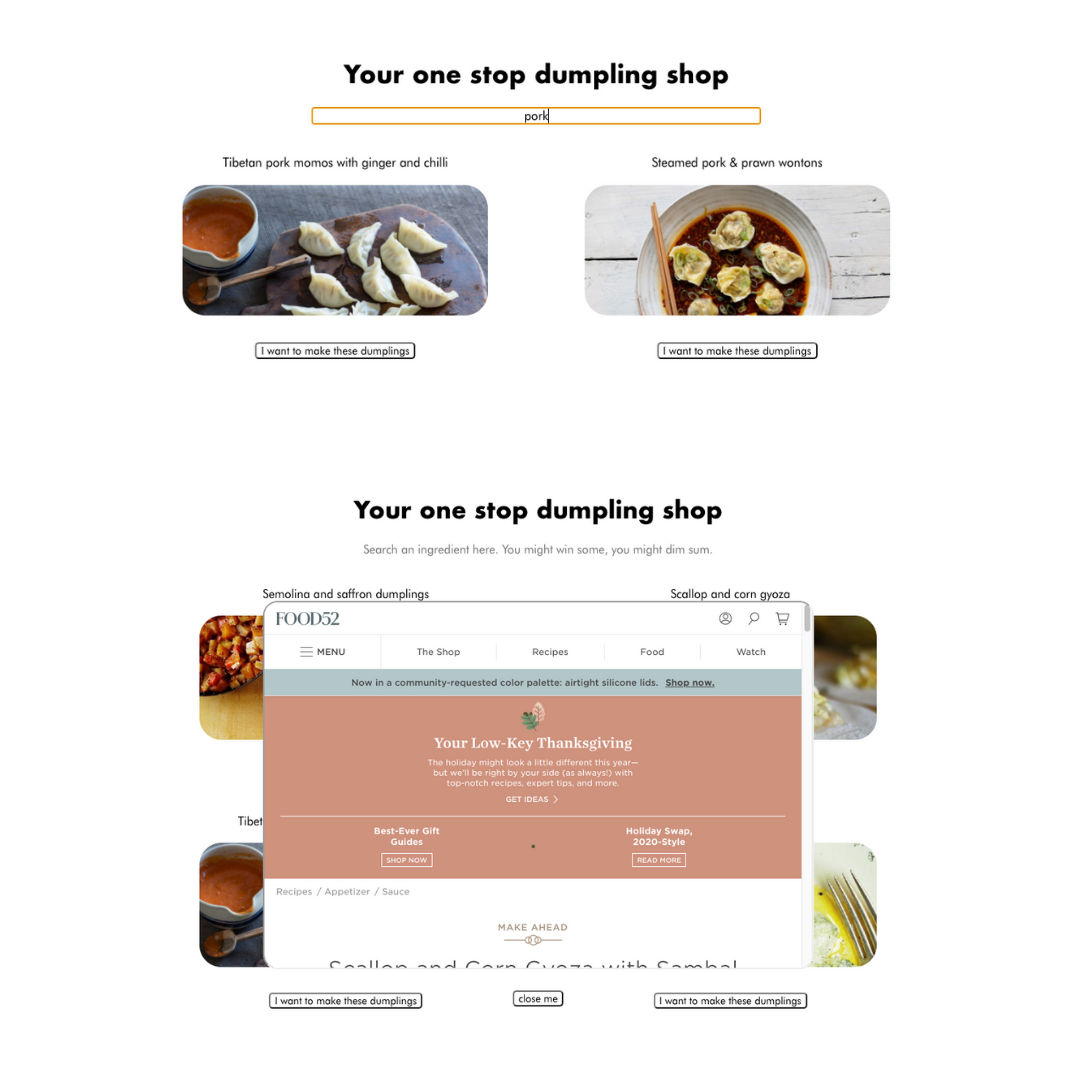 Your one stop dumpling shop
pork
Tibetan pork momos with ginger and chilli
Steamed pork & prawn wontons
I want to make these dumplings
I want to make these dumplings
Your one stop dumpling shop
Search an ingredient here. You might win some, you might dim sum.
Semolina and saffron dumplings
Scallop and corn gyoza
FOOD52
MENU
The Shop
Recipes
Food
Watch
Now in a community-requested color palette: airtight silicone lids. Shop now.
Your Low-Key Thanksgiving
The holiday might look a little different this year—
but we'll be right by your side (as always!) with
top-notch recipes, expert tips, and more.
GET IDEAS
Tibet
Best-Ever Gift
Guides
SHOP NOW
Holiday Swap,
2020-Style
READ MORE
Recipes / Appetizer / Sauce
MAKE AHEAD
Scallop and Corn Gyoza with Sambal
I want to make these dumplings
close me
I want to make these dumplings